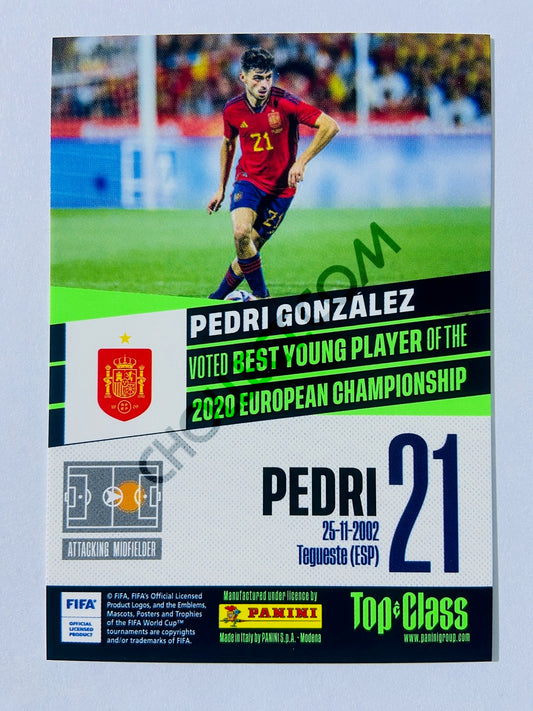 21
21
PEDRI GONZÁLEZ
VOTED BEST YOUNG PLAYER OF THE
2020 EUROPEAN CHAMPIONSHIP
PEDRI
21
25-11-2002
Tegueste (ESP)
ATTACKING MIDFIELDER
FIFA
OFFICIAL
LICENSED
PRODUCT
© FIFA, FIFA's Official Licensed
Product Logos, and the Emblems,
Mascots, Posters and Trophies
of the FIFA World Cup™
tournaments are copyrights
and/or trademarks of FIFA.
Manufactured under licence by
PANINI
Made in Italy by PANINI S.p.A. - Modena
Top Class
www.paninigroup.com